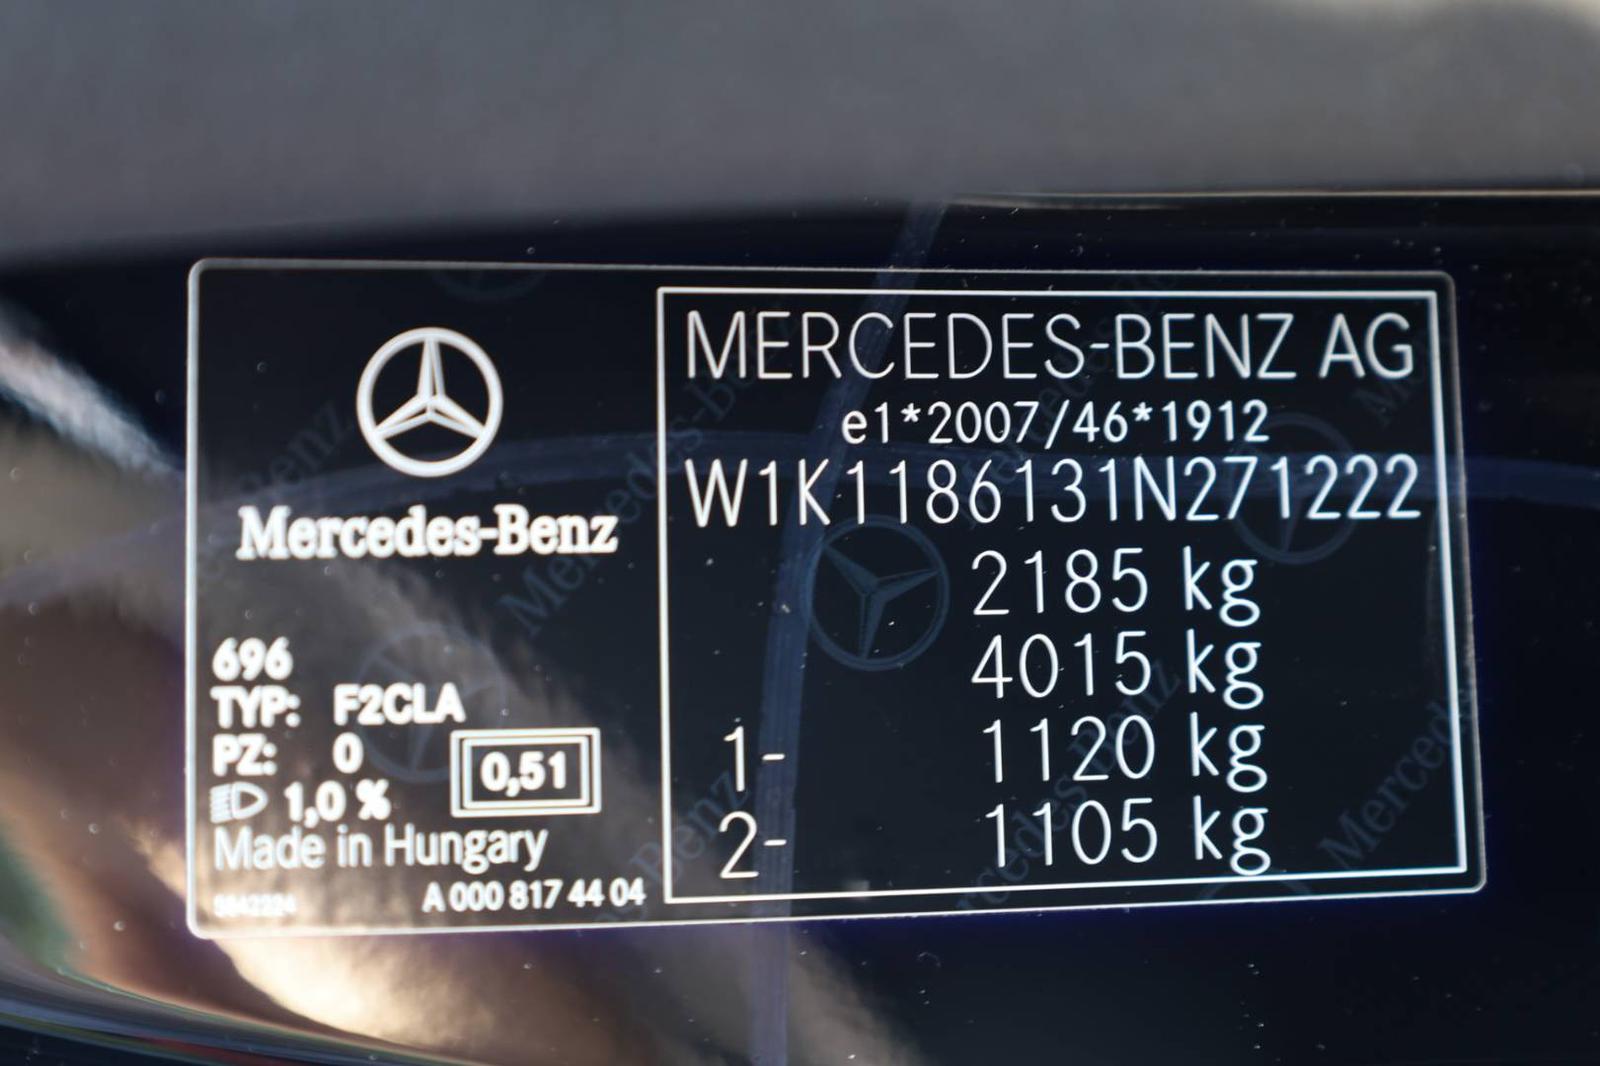 Mercedes-Benz
696
TYP: F2CLA
PZ: 0
1,0 %
0,51
Made in Hungary
A 000 817 44 04
MERCEDES-BENZ AG
e1*2007/46*1912
W1K1186131N271222
2185 kg
4015 kg
1- 1120 kg
2- 1105 kg